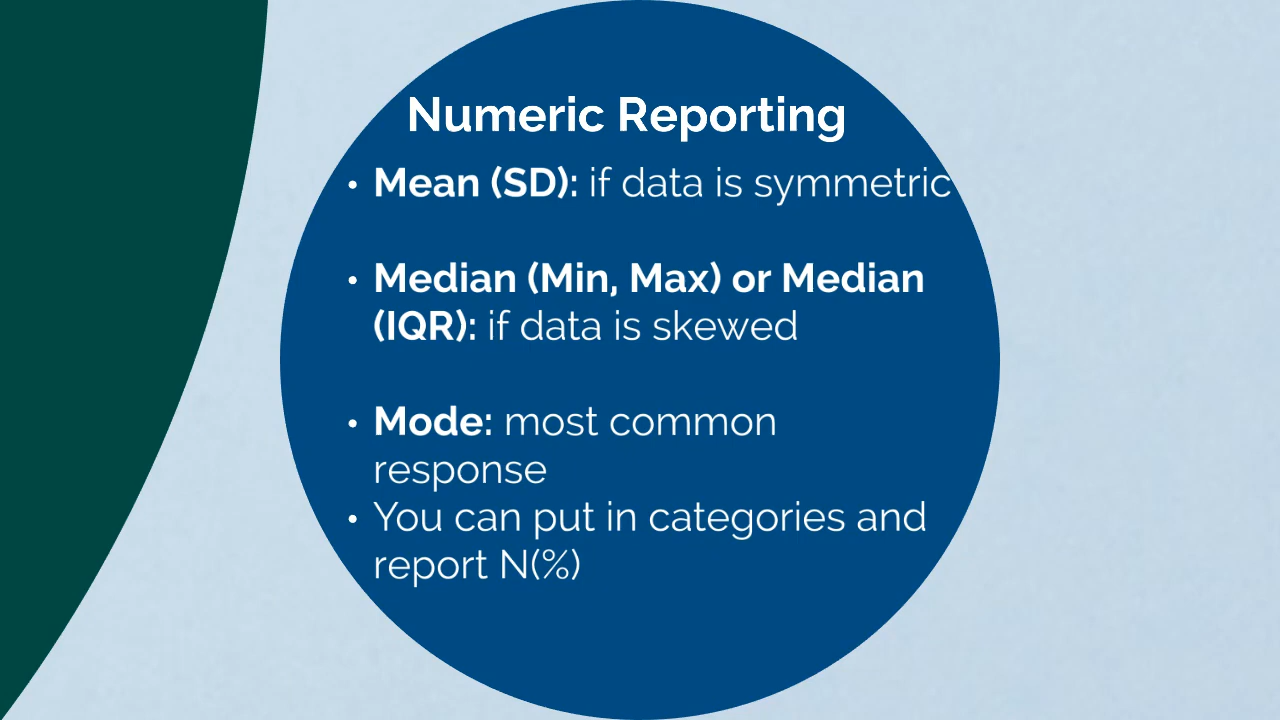 Numeric Reporting
• Mean (SD): if data is symmetric
• Median (Min, Max) or Median
(IQR): if data is skewed
• Mode: most common
response
• You can put in categories and
report N(%)